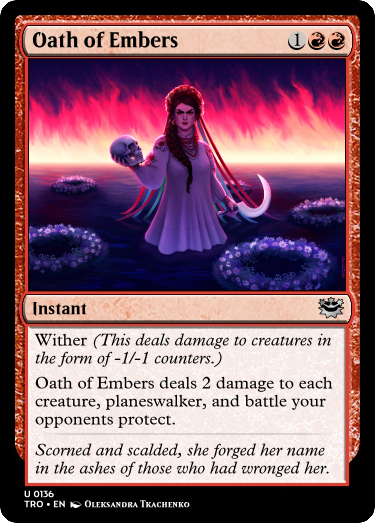 Oath of Embers 1
Instant
Wither (This deals damage to creatures in
the form of -1/-1 counters.)
Oath of Embers deals 2 damage to each
creature, planeswalker, and battle your
opponents protect.
Scorned and scalded, she forged her name
in the ashes of those who had wronged her.
U 0136
TRO • EN Oleksandra Tkachenko